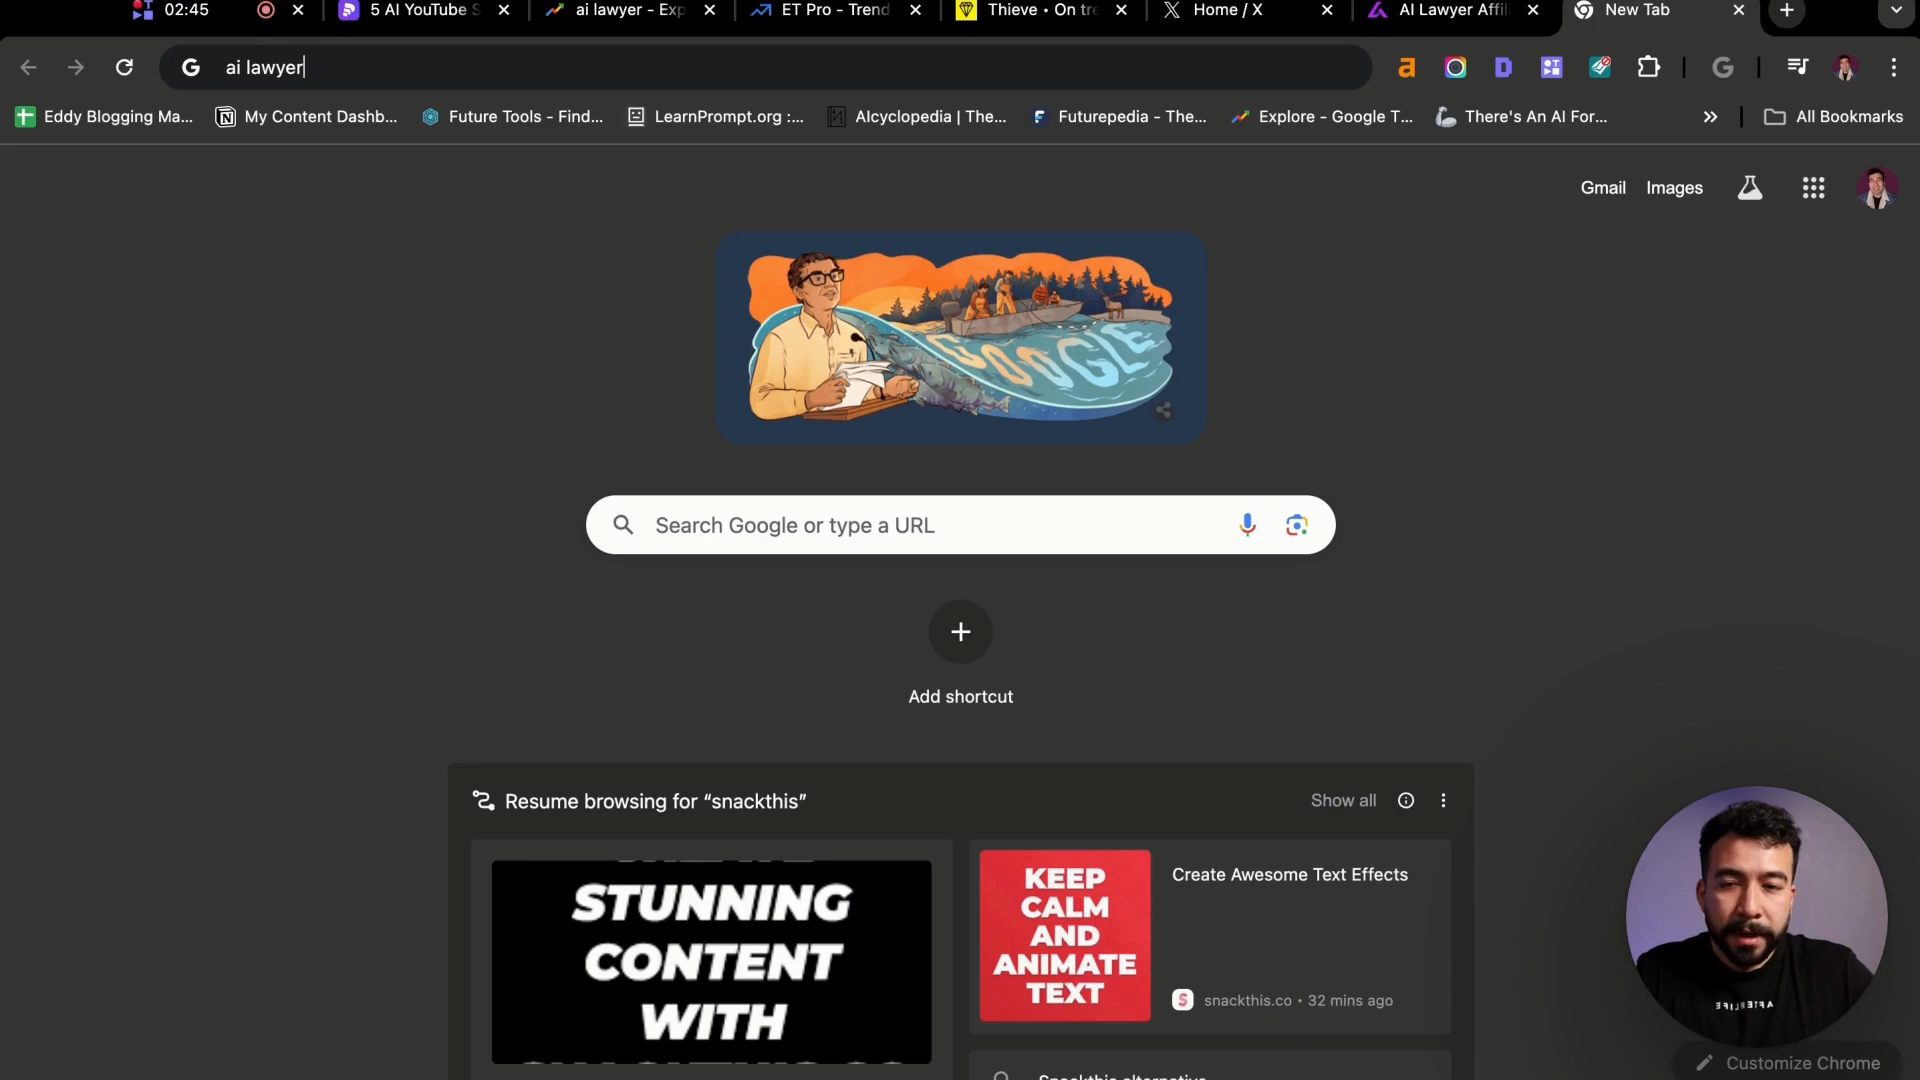 02:45
5 AI YouTube S
ai lawyer - Exp
ET Pro - Trend
Thieve • On tre
Home / X
AI Lawyer Affil
New Tab
ai lawyer
Eddy Blogging Ma...
My Content Dashb...
Future Tools - Find...
LearnPrompt.org :...
AIcyclopedia | The...
Futurepedia - The...
Explore - Google T...
There's An AI For...
All Bookmarks
Gmail
Images
GOOGLE
Search Google or type a URL
Add shortcut
Resume browsing for “snackthis”
Show all
STUNNING
CONTENT
WITH
KEEP
CALM
AND
ANIMATE
TEXT
Create Awesome Text Effects
snackthis.co • 32 mins ago
Snackthis alternative
AFTERLIFE
Customize Chrome